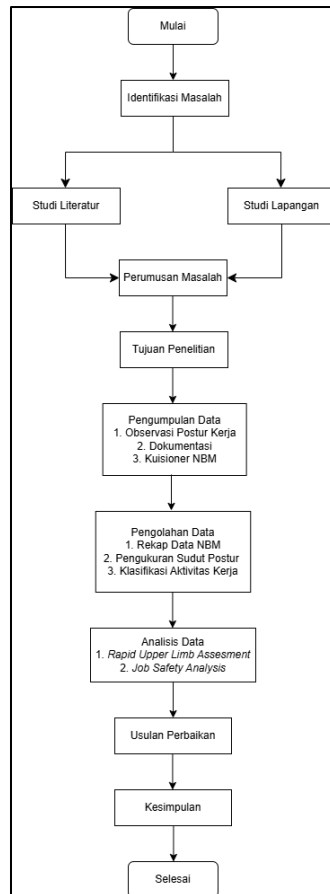 Mulai
Identifikasi Masalah
Studi Literatur
Studi Lapangan
Perumusan Masalah
Tujuan Penelitian
Pengumpulan Data
1. Observasi Postur Kerja
2. Dokumentasi
3. Kuisioner NBM
Pengolahan Data
1. Rekap Data NBM
2. Pengukuran Sudut Postur
3. Klasifikasi Aktivitas Kerja
Analisis Data
1. Rapid Upper Limb Assesment
2. Job Safety Analysis
Usulan Perbaikan
Kesimpulan
Selesai